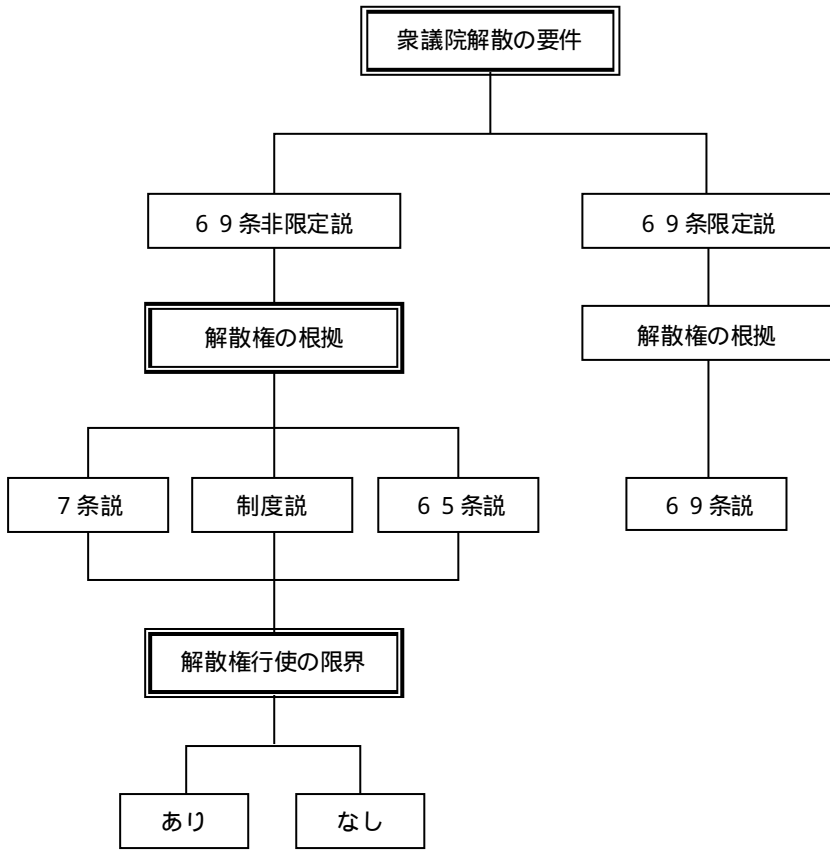 衆議院解散の要件
６９条非限定説
６９条限定説
解散権の根拠
解散権の根拠
７条説
制度説
６５条説
６９条説
解散権行使の限界
あり
なし